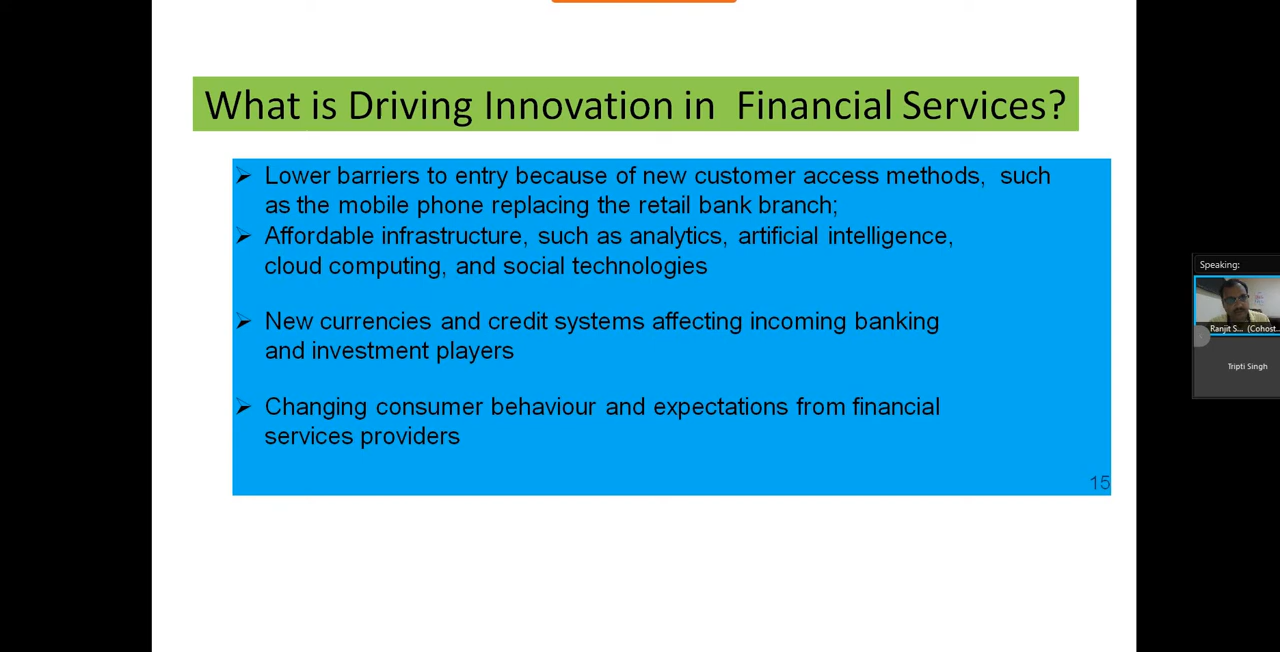 What is Driving Innovation in Financial Services?
➢ Lower barriers to entry because of new customer access methods, such
as the mobile phone replacing the retail bank branch;
➢ Affordable infrastructure, such as analytics, artificial intelligence,
cloud computing, and social technologies
➢ New currencies and credit systems affecting incoming banking
and investment players
➢ Changing consumer behaviour and expectations from financial
services providers
15
Speaking:
Ranjit S... (Cohost...
Tripti Singh